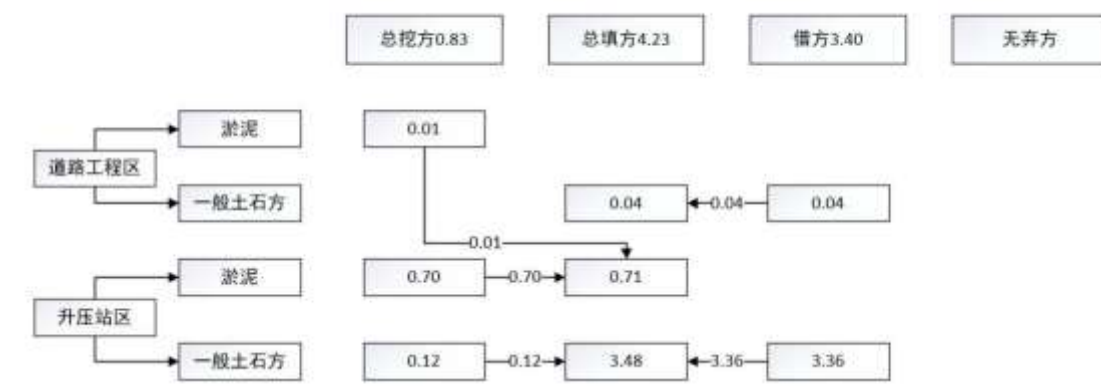 总挖方0.83 总填方4.23 借方3.40 无弃方
淤泥 0.01
道路工程区
一般土石方 0.04 0.04 0.04
0.01
淤泥 0.70 0.70 0.71
升压站区
一般土石方 0.12 0.12 3.48 3.36 3.36